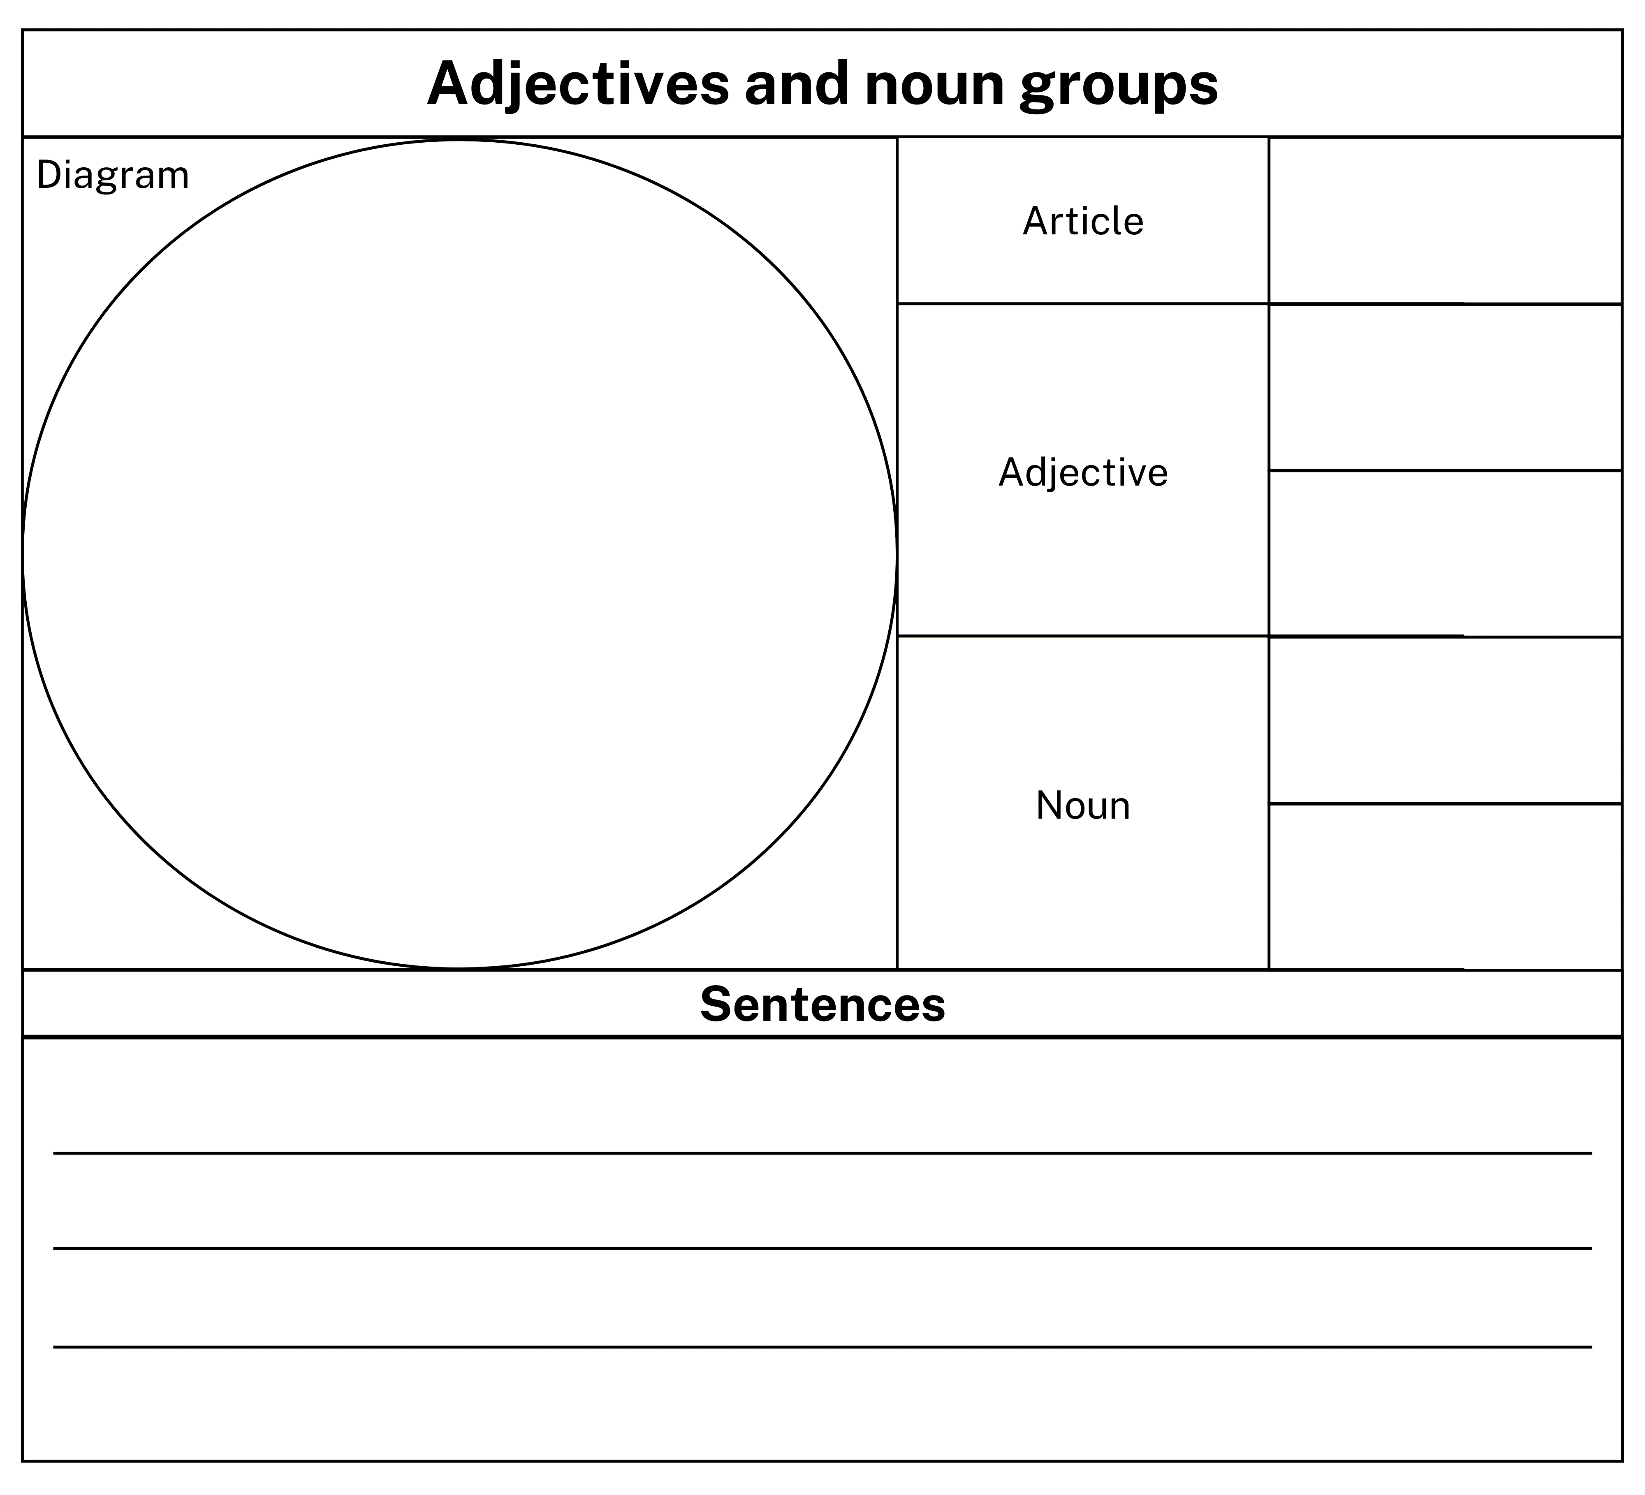 Adjectives and noun groups
Diagram
Article
Adjective
Noun
Sentences